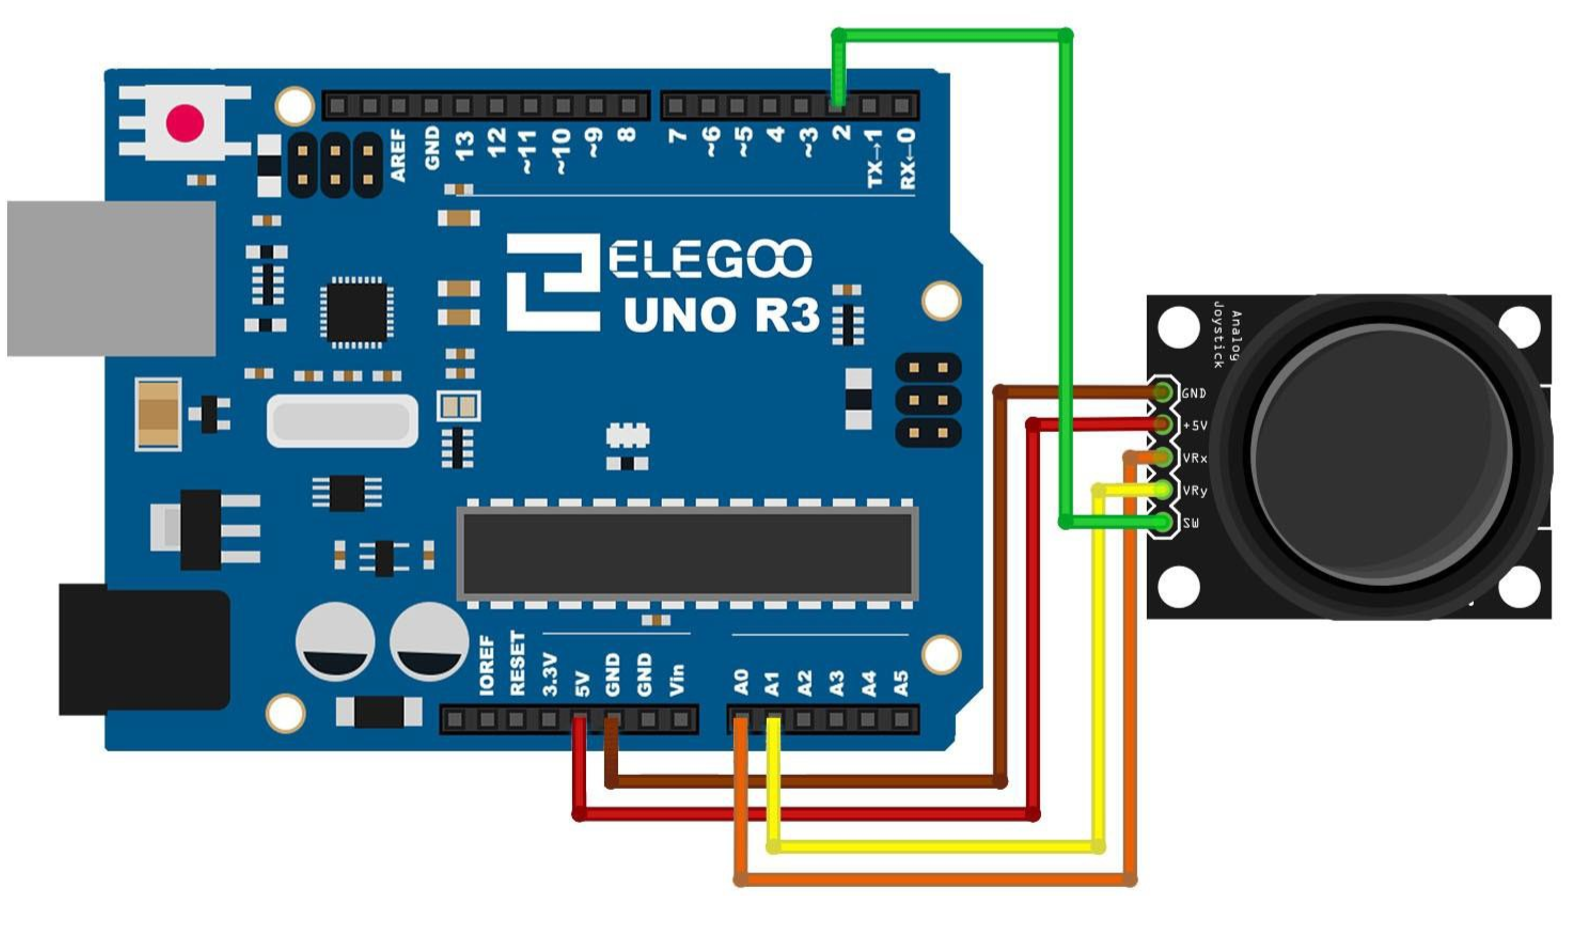 AREF
GND
13
12
~11
~10
~9
8
7
~6
~5
4
~3
2
TX→1
RX←0
ELEGOO
UNO R3
IOREF
RESET
3.3V
5V
GND
GND
Vin
A0
A1
A2
A3
A4
A5
Analog
Joystick
GND
+5V
VRx
VRy
SW